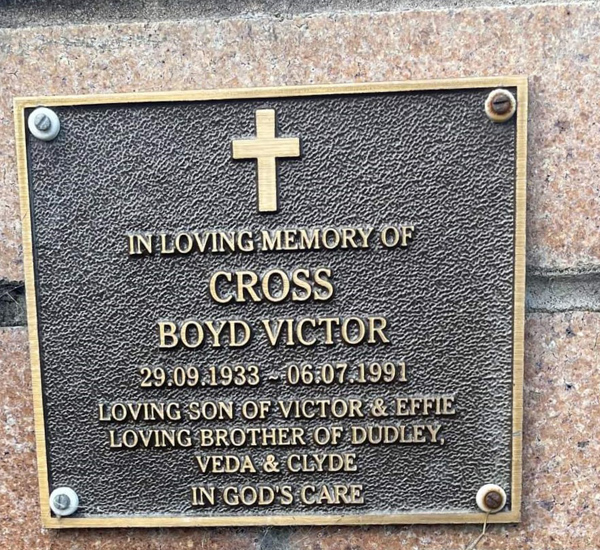 IN LOVING MEMORY OF
CROSS
BOYD VICTOR
29.09.1933 ~ 06.07.1991
LOVING SON OF VICTOR & EFFIE
LOVING BROTHER OF DUDLEY,
VEDA & CLYDE
IN GOD'S CARE